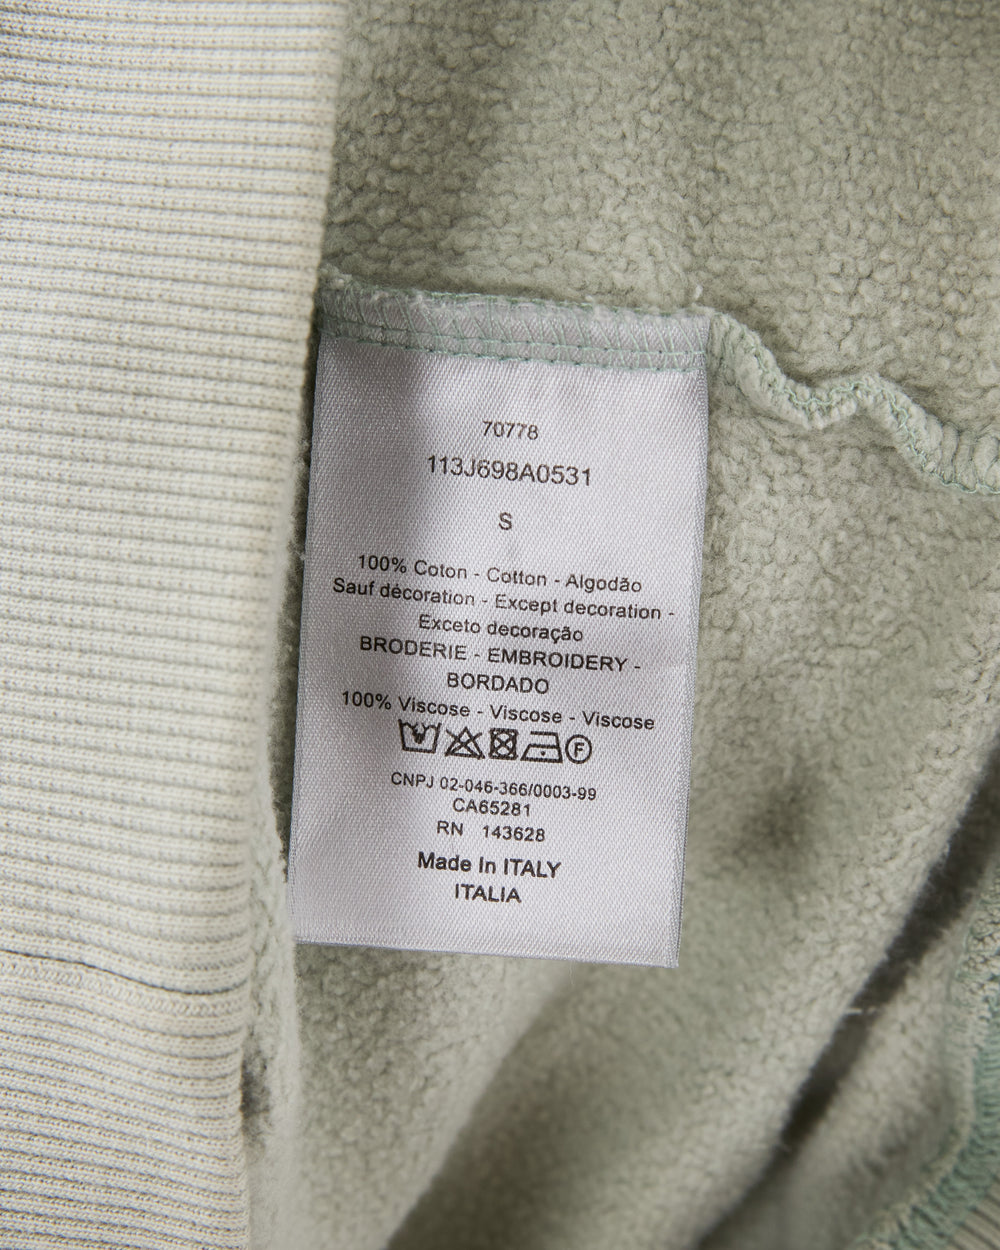 70778
113J698A0531
S
100% Coton - Cotton - Algodão
Sauf décoration - Except decoration -
Exceto decoração
BRODERIE - EMBROIDERY -
BORDADO
100% Viscose - Viscose - Viscose
F
CNPJ 02-046-366/0003-99
CA65281
RN 143628
Made In ITALY
ITALIA